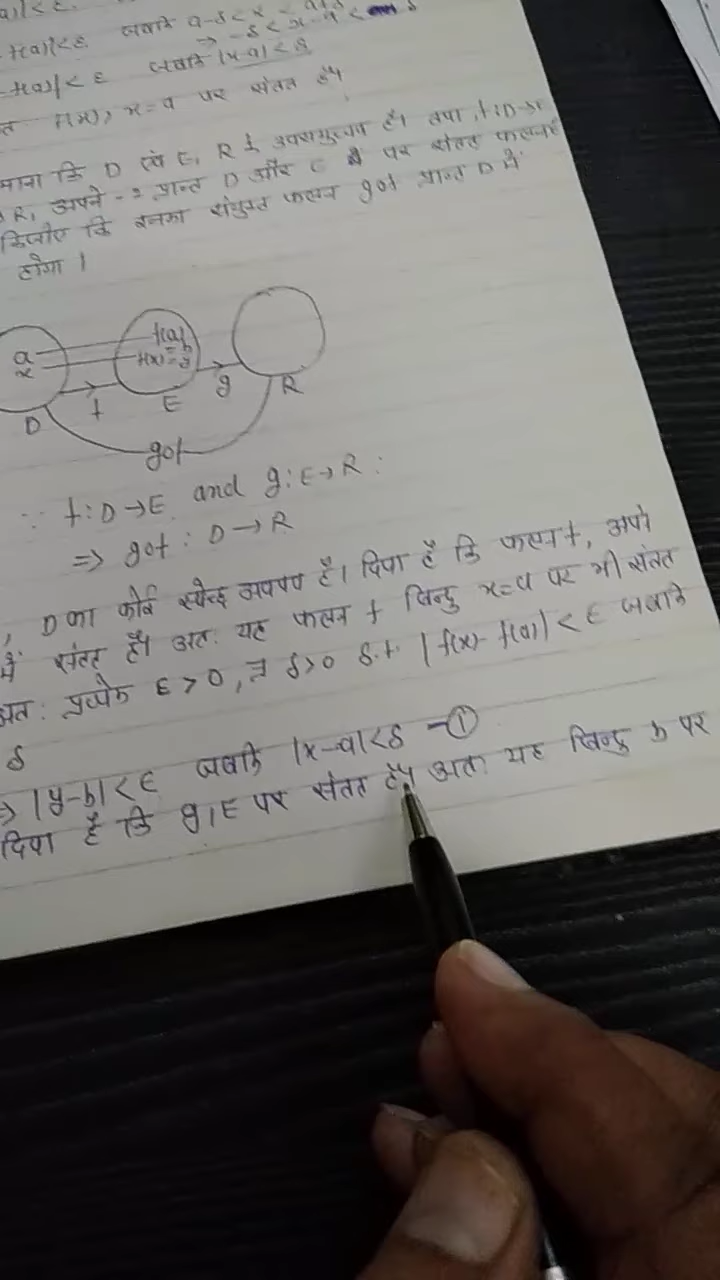 f(a)|<ε जबकि a-δ<x<a+δ
⇒ -δ<x-a<δ
-f(a)|<ε जबकि |x-a|<δ
f(x), x=a पर संतत है।
माना कि D एवं E, R के उपसमुच्चय है। तथा f:D→E
R, अपने-2 प्रान्त D और E पर संतत फलन है
कीजिए कि इनका संयुक्त फलन gof प्रान्त D में
होगा।
a
x
f(a)
=b
f(x)=y
D
f
E
g
R
gof
∵ f:D→E and g:E→R:
⇒ gof : D→R
, D का कोई स्वेच्छ अवयव है। दिया है कि फलन f, अपने
में संतत है। अतः यह फलन f बिन्दु x=a पर भी संतत
अतः प्रत्येक ε>0, ∃ δ>0 s.t. |f(x)-f(a)|<ε जबकि
δ
⇒ |y-b|<ε जबकि |x-a|<δ -①
दिया है कि g, E पर संतत है। अतः यह बिन्दु b पर